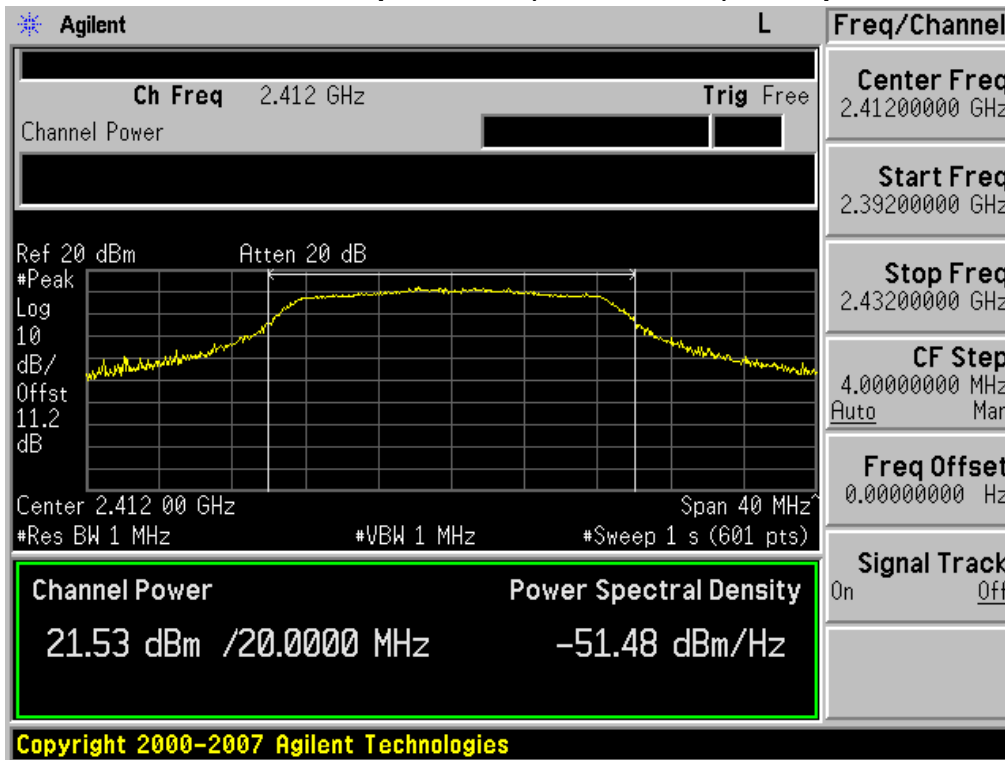 Agilent L Freq/Channel
Ch Freq 2.412 GHz Trig Free
Channel Power
Ref 20 dBm Atten 20 dB
#Peak
Log
10
dB/
Offst
11.2
dB
Center 2.412 00 GHz Span 40 MHz^
#Res BW 1 MHz #VBW 1 MHz #Sweep 1 s (601 pts)
Channel Power Power Spectral Density
21.53 dBm /20.0000 MHz -51.48 dBm/Hz
Copyright 2000-2007 Agilent Technologies
Center Freq
2.41200000 GHz
Start Freq
2.39200000 GHz
Stop Freq
2.43200000 GHz
CF Step
4.00000000 MHz
Auto Man
Freq Offset
0.00000000 Hz
Signal Track
On Off